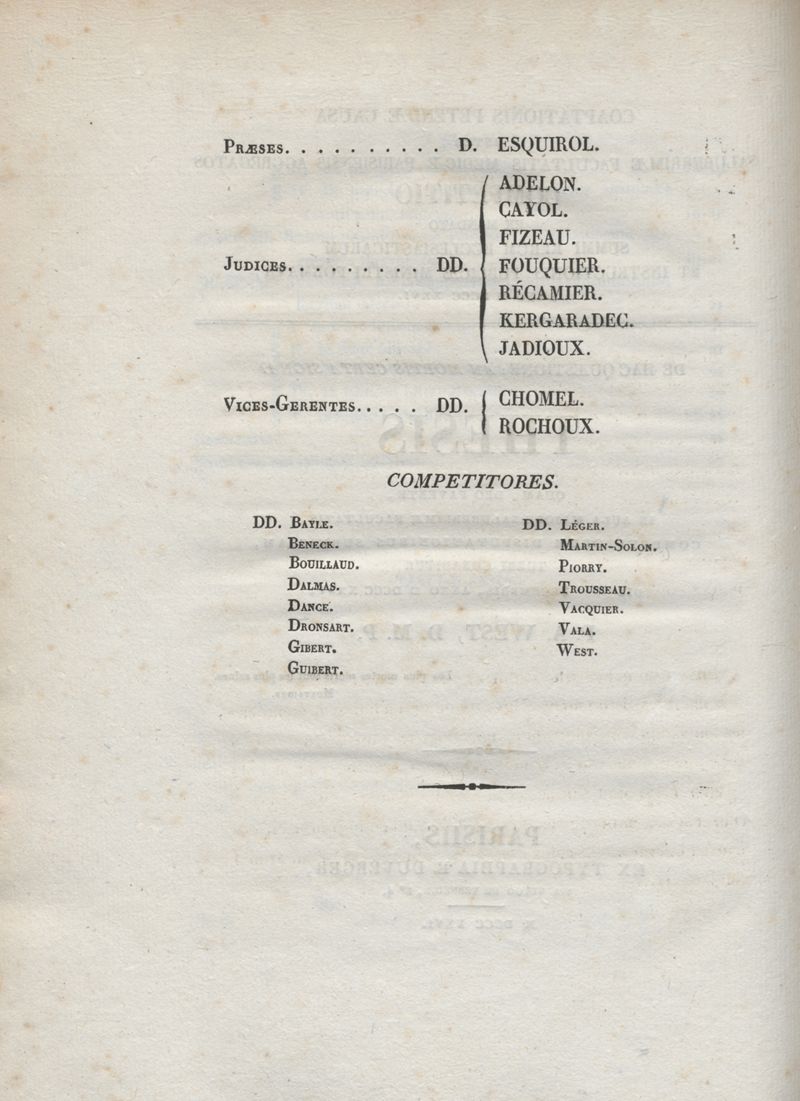 PRÆSES. . . . . . . . . . . D. ESQUIROL.
JUDICES. . . . . . . . . DD. ADELON.
CAYOL.
FIZEAU.
FOUQUIER.
RÉCAMIER.
KERGARADEC.
JADIOUX.
VICES-GERENTES. . . . . DD. CHOMEL.
ROCHOUX.
COMPETITORES.
DD. BAYLE.
BENECK.
BOUILLAUD.
DALMAS.
DANCE.
DRONSART.
GIBERT.
GUIBERT.
DD. LÉGER.
MARTIN-SOLON.
PIORRY.
TROUSSEAU.
VACQUIER.
VALA.
WEST.